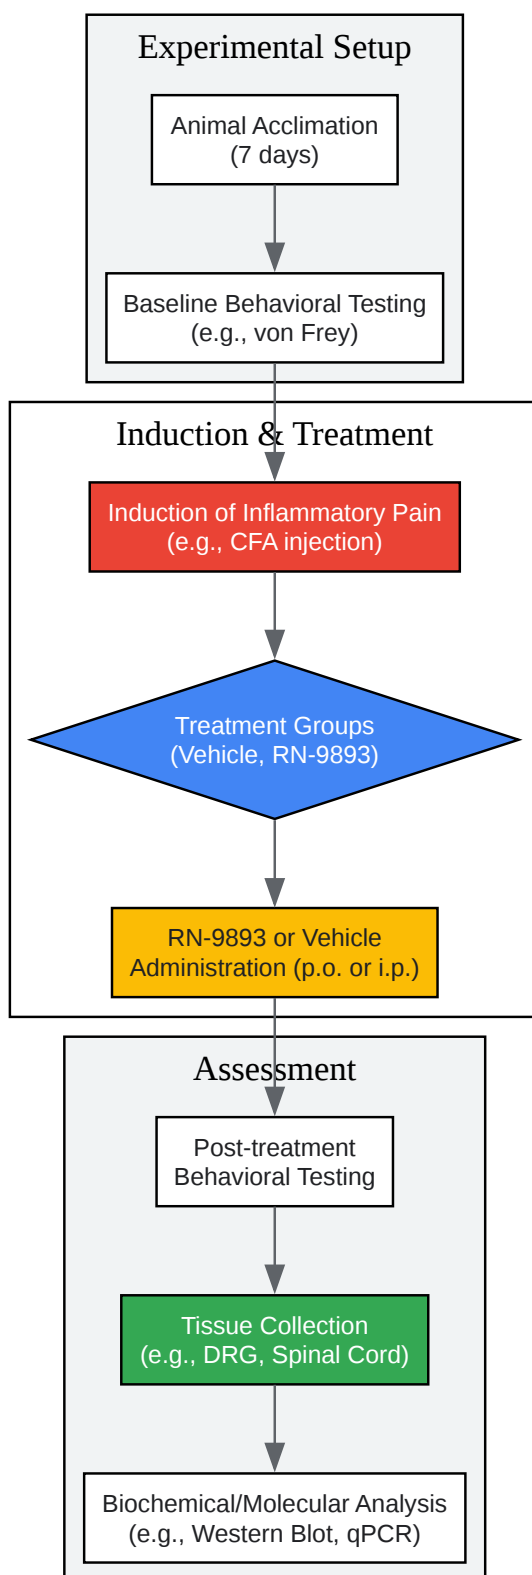 Experimental Setup
Animal Acclimation
(7 days)
Baseline Behavioral Testing
(e.g., von Frey)
Induction & Treatment
Induction of Inflammatory Pain
(e.g., CFA injection)
Treatment Groups
(Vehicle, RN-9893)
RN-9893 or Vehicle
Administration (p.o. or i.p.)
Assessment
Post-treatment
Behavioral Testing
Tissue Collection
(e.g., DRG, Spinal Cord)
Biochemical/Molecular Analysis
(e.g., Western Blot, qPCR)